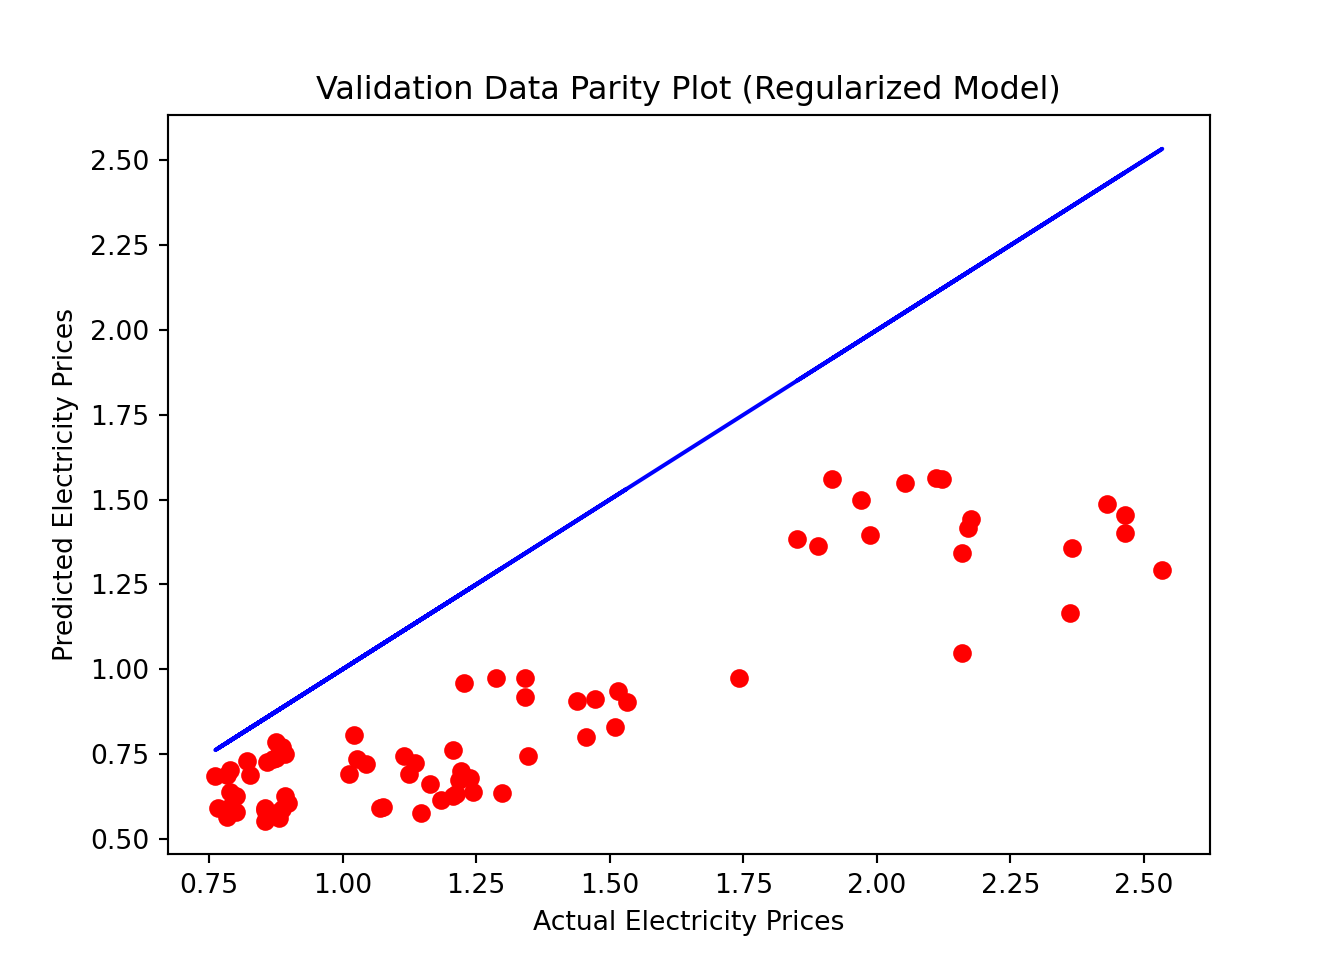 Validation Data Parity Plot (Regularized Model)
2.50
2.25
2.00
1.75
1.50
1.25
1.00
0.75
0.50
Predicted Electricity Prices
0.75 1.00 1.25 1.50 1.75 2.00 2.25 2.50
Actual Electricity Prices